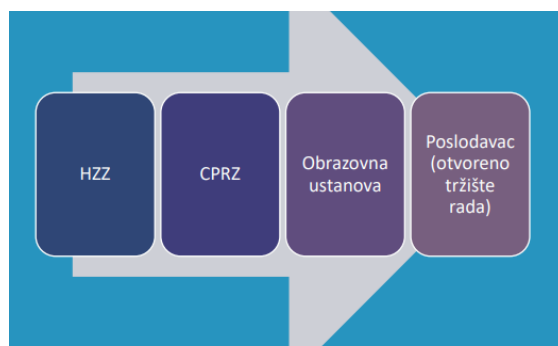 HZZ
CPRZ
Obrazovna
ustanova
Poslodavac
(otvoreno
tržište
rada)